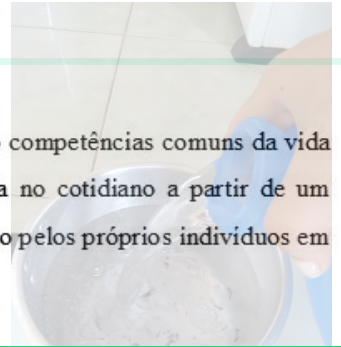 o competências comuns da vida
a no cotidiano a partir de um
o pelos próprios indivíduos em